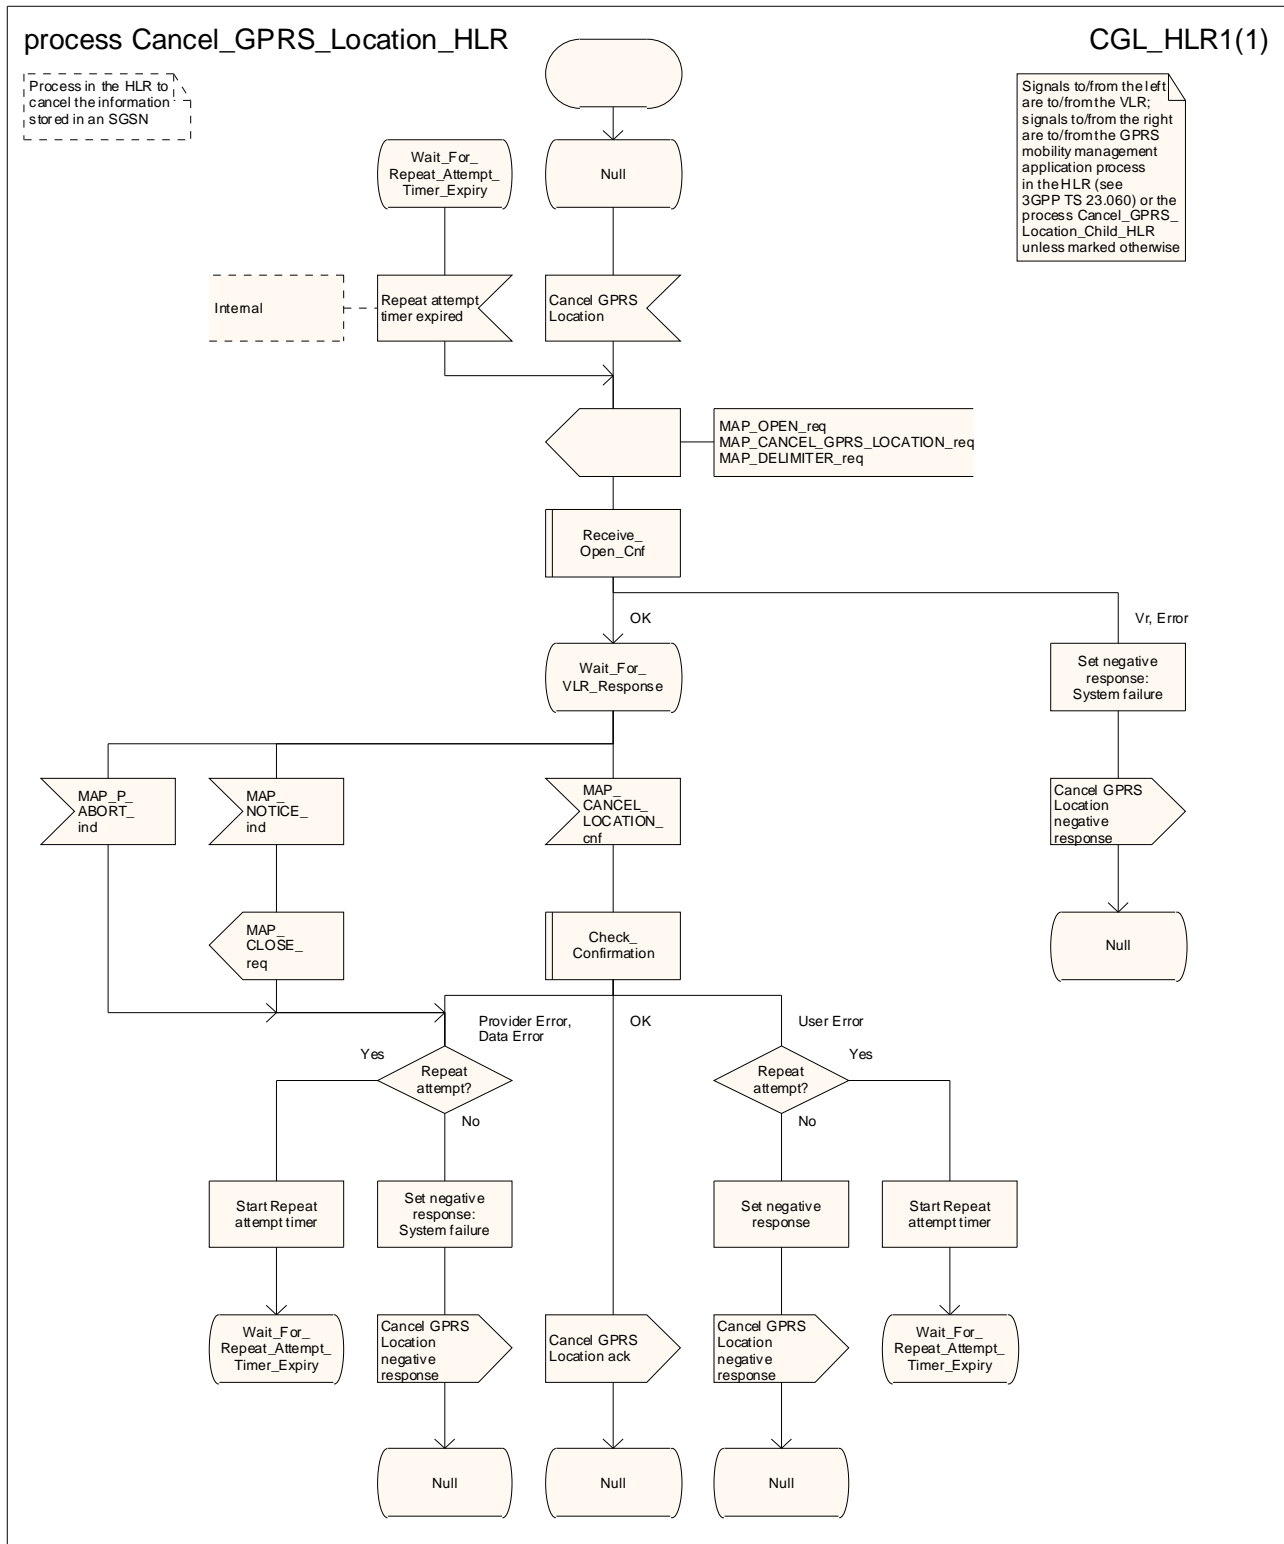 process Cancel_GPRS_Location_HLR
CGL_HLR1(1)
Process in the HLR to
cancel the information
stored in an SGSN
Signals to/from the left
are to/from the VLR;
signals to/from the right
are to/from the GPRS
mobility management
application process
in the HLR (see
3GPP TS 23.060) or the
process Cancel_GPRS_
Location_Child_HLR
unless marked otherwise
Wait_For_
Repeat_Attempt_
Timer_Expiry
Null
Internal
Repeat attempt
timer expired
Cancel GPRS
Location
MAP_OPEN_req
MAP_CANCEL_GPRS_LOCATION_req
MAP_DELIMITER_req
Receive_
Open_Cnf
OK
Vr, Error
Wait_For_
VLR_Response
Set negative
response:
System failure
MAP_P_
ABORT_
ind
MAP_
NOTICE_
ind
MAP_
CANCEL_
LOCATION_
cnf
Cancel GPRS
Location
negative
response
MAP_
CLOSE_
req
Check_
Confirmation
Null
Provider Error,
Data Error
OK
User Error
Yes
Repeat
attempt?
No
Repeat
attempt?
Yes
No
Start Repeat
attempt timer
Set negative
response:
System failure
Set negative
response
Start Repeat
attempt timer
Wait_For_
Repeat_Attempt_
Timer_Expiry
Cancel GPRS
Location
negative
response
Cancel GPRS
Location ack
Cancel GPRS
Location
negative
response
Wait_For_
Repeat_Attempt_
Timer_Expiry
Null
Null
Null